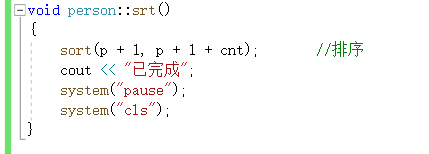 void person::srt()
{
sort(p + 1, p + 1 + cnt); //排序
cout << "已完成";
system("pause");
system("cls");
}